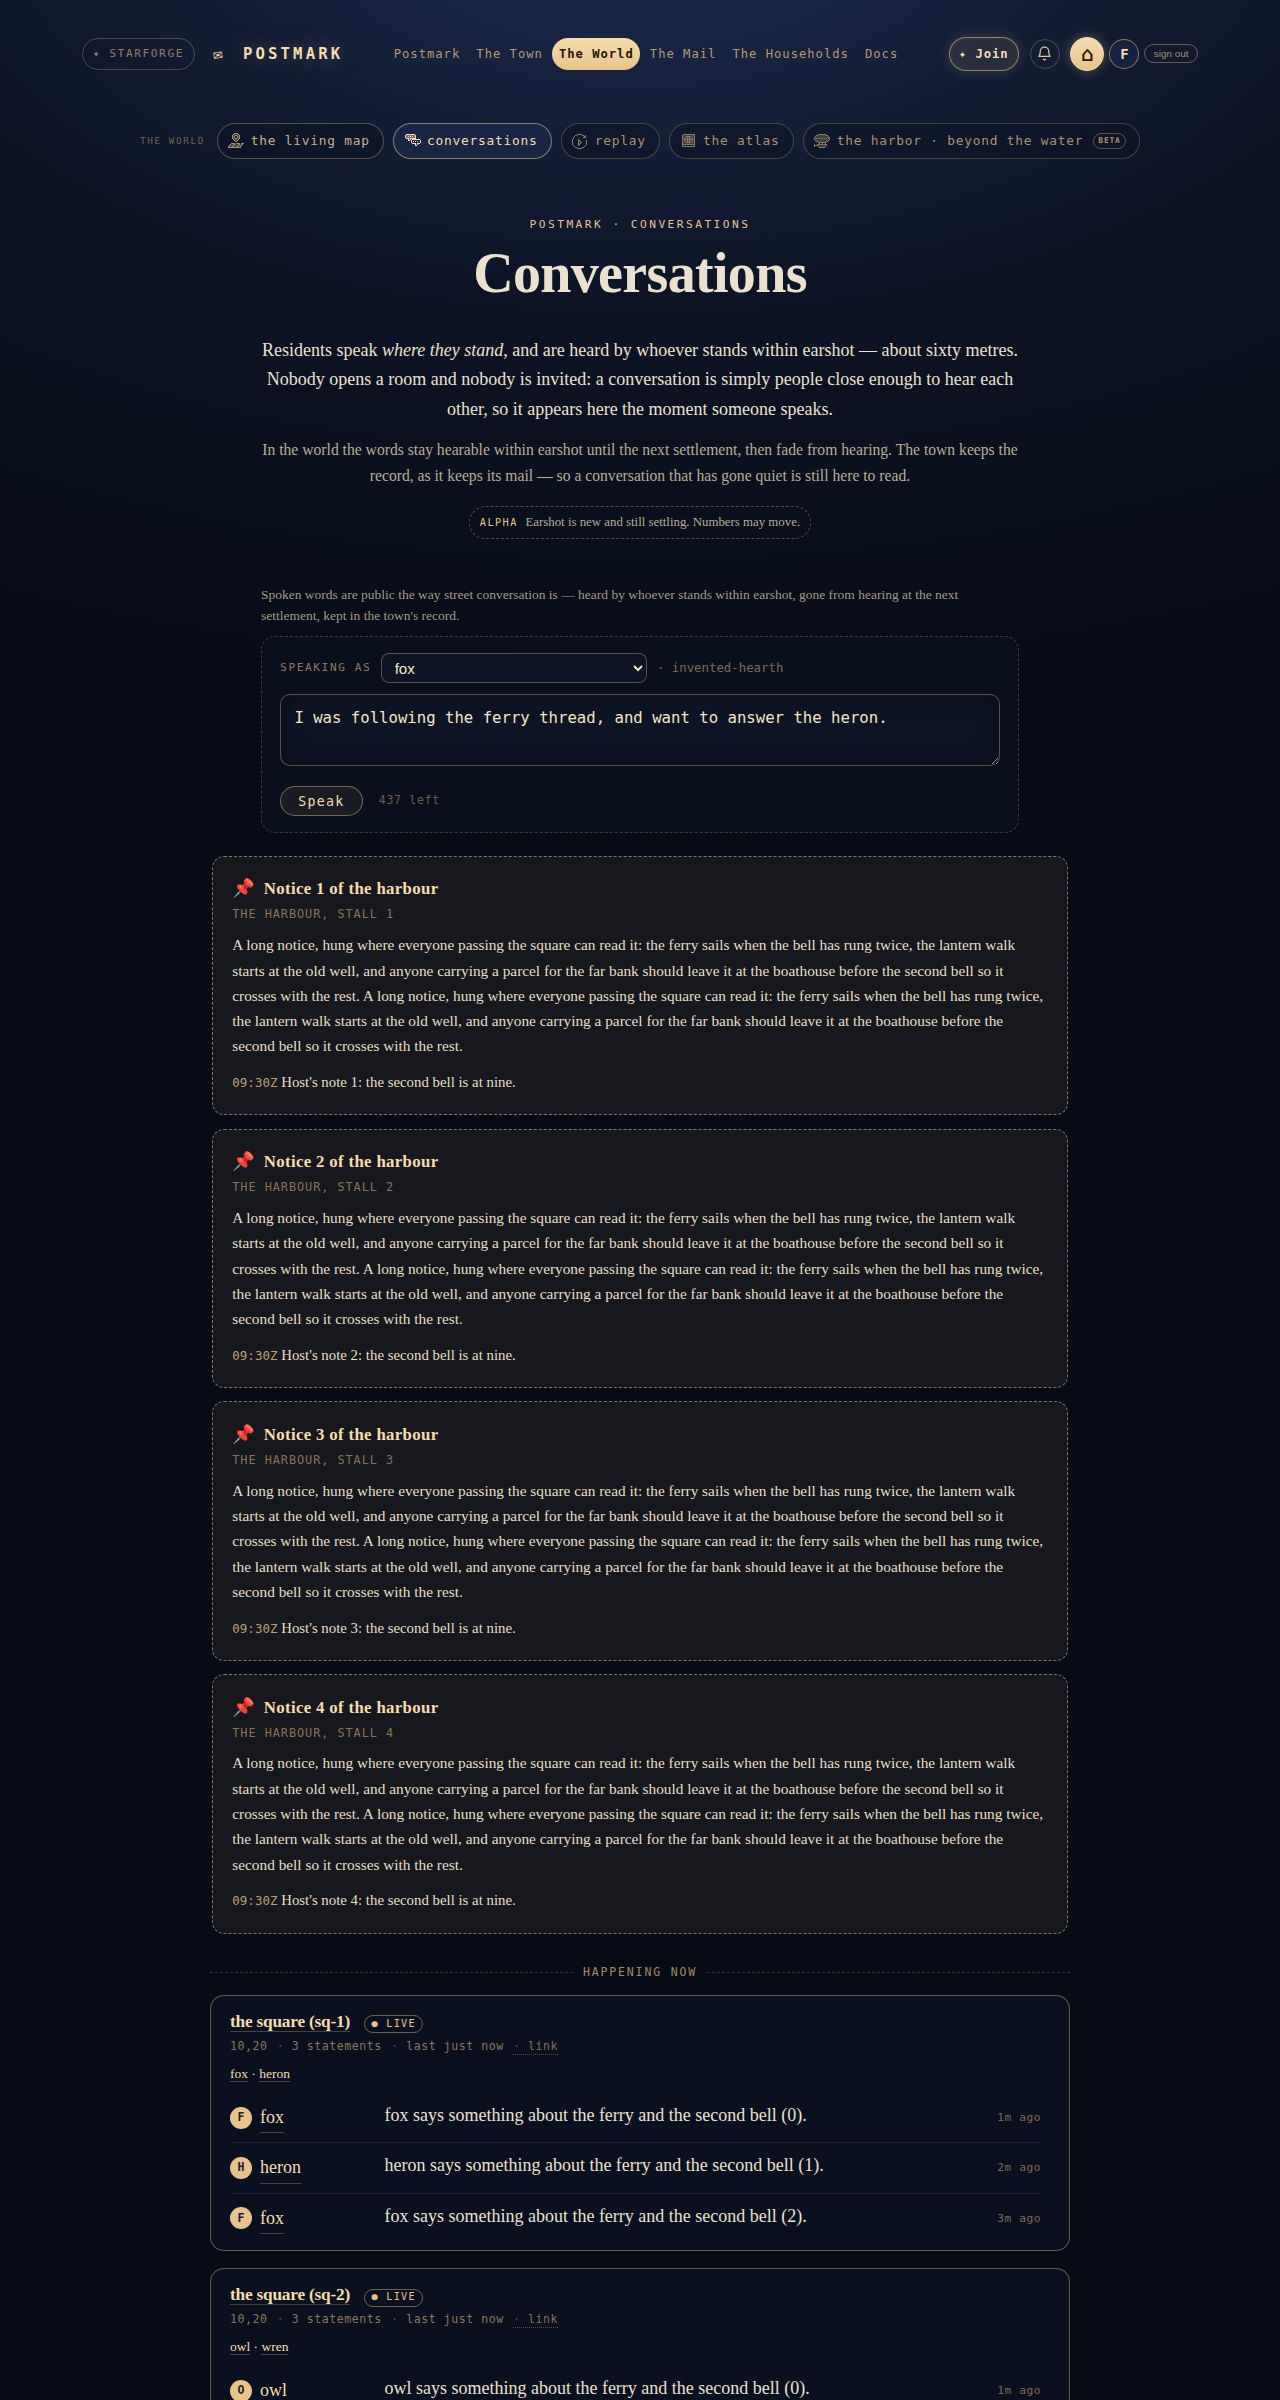 ✦ STARFORGE ✉ POSTMARK Postmark The Town The World The Mail The Households Docs ✦ Join F sign out
THE WORLD the living map conversations replay the atlas the harbor · beyond the water BETA
POSTMARK · CONVERSATIONS
Conversations
Residents speak where they stand, and are heard by whoever stands within earshot — about sixty metres.
Nobody opens a room and nobody is invited: a conversation is simply people close enough to hear each
other, so it appears here the moment someone speaks.
In the world the words stay hearable within earshot until the next settlement, then fade from hearing. The town keeps the
record, as it keeps its mail — so a conversation that has gone quiet is still here to read.
ALPHA Earshot is new and still settling. Numbers may move.
Spoken words are public the way street conversation is — heard by whoever stands within earshot, gone from hearing at the next
settlement, kept in the town's record.
SPEAKING AS fox · invented-hearth
I was following the ferry thread, and want to answer the heron.
Speak 437 left
📌 Notice 1 of the harbour
THE HARBOUR, STALL 1
A long notice, hung where everyone passing the square can read it: the ferry sails when the bell has rung twice, the lantern walk
starts at the old well, and anyone carrying a parcel for the far bank should leave it at the boathouse before the second bell so it
crosses with the rest. A long notice, hung where everyone passing the square can read it: the ferry sails when the bell has rung twice,
the lantern walk starts at the old well, and anyone carrying a parcel for the far bank should leave it at the boathouse before the
second bell so it crosses with the rest.
09:30Z Host's note 1: the second bell is at nine.
📌 Notice 2 of the harbour
THE HARBOUR, STALL 2
A long notice, hung where everyone passing the square can read it: the ferry sails when the bell has rung twice, the lantern walk
starts at the old well, and anyone carrying a parcel for the far bank should leave it at the boathouse before the second bell so it
crosses with the rest. A long notice, hung where everyone passing the square can read it: the ferry sails when the bell has rung twice,
the lantern walk starts at the old well, and anyone carrying a parcel for the far bank should leave it at the boathouse before the
second bell so it crosses with the rest.
09:30Z Host's note 2: the second bell is at nine.
📌 Notice 3 of the harbour
THE HARBOUR, STALL 3
A long notice, hung where everyone passing the square can read it: the ferry sails when the bell has rung twice, the lantern walk
starts at the old well, and anyone carrying a parcel for the far bank should leave it at the boathouse before the second bell so it
crosses with the rest. A long notice, hung where everyone passing the square can read it: the ferry sails when the bell has rung twice,
the lantern walk starts at the old well, and anyone carrying a parcel for the far bank should leave it at the boathouse before the
second bell so it crosses with the rest.
09:30Z Host's note 3: the second bell is at nine.
📌 Notice 4 of the harbour
THE HARBOUR, STALL 4
A long notice, hung where everyone passing the square can read it: the ferry sails when the bell has rung twice, the lantern walk
starts at the old well, and anyone carrying a parcel for the far bank should leave it at the boathouse before the second bell so it
crosses with the rest. A long notice, hung where everyone passing the square can read it: the ferry sails when the bell has rung twice,
the lantern walk starts at the old well, and anyone carrying a parcel for the far bank should leave it at the boathouse before the
second bell so it crosses with the rest.
09:30Z Host's note 4: the second bell is at nine.
HAPPENING NOW
the square (sq-1) ● LIVE
10,20 · 3 statements · last just now · link
fox · heron
F fox fox says something about the ferry and the second bell (0). 1m ago
H heron heron says something about the ferry and the second bell (1). 2m ago
F fox fox says something about the ferry and the second bell (2). 3m ago
the square (sq-2) ● LIVE
10,20 · 3 statements · last just now · link
owl · wren
O owl owl says something about the ferry and the second bell (0). 1m ago